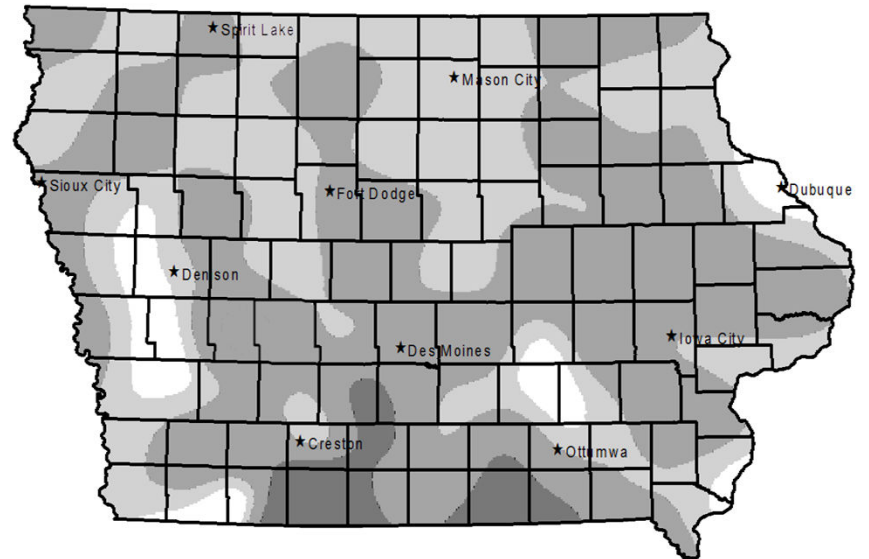 Spirit Lake
Mason City
Sioux City
Fort Dodge
Dubuque
Denison
Iowa City
Des Moines
Creston
Ottumwa